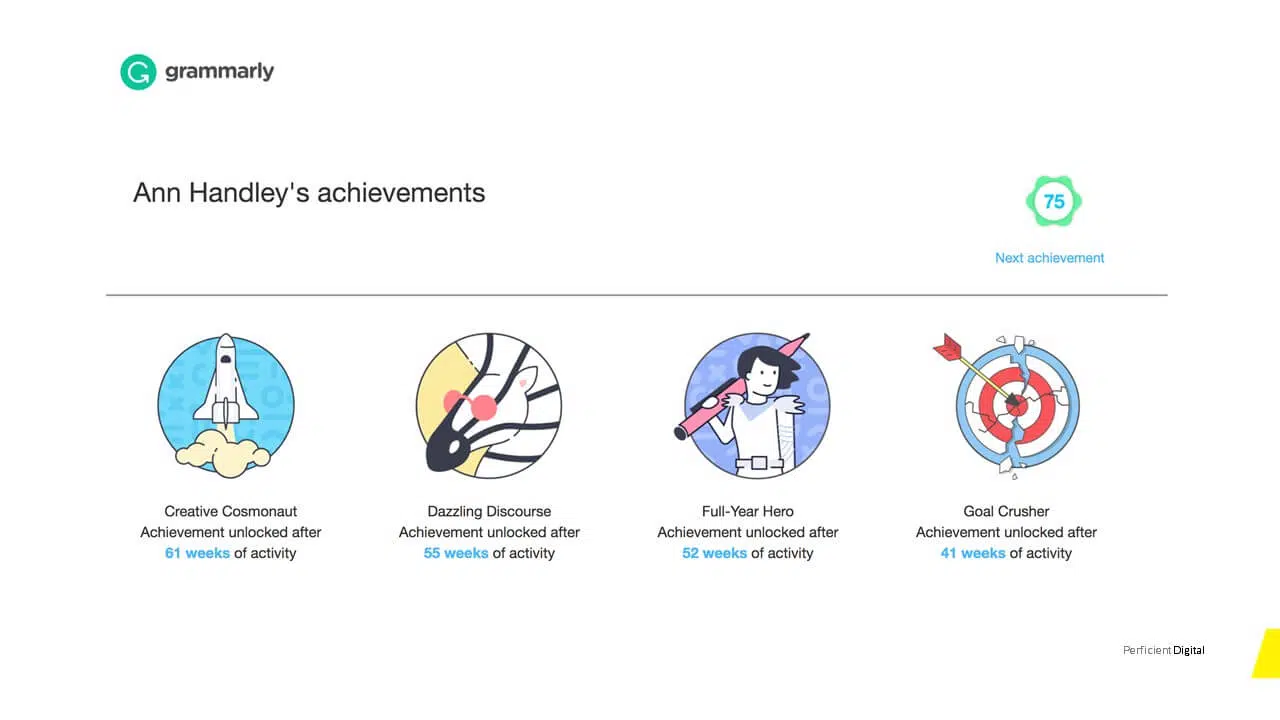 grammarly
Ann Handley's achievements
75
Next achievement
Creative Cosmonaut
Achievement unlocked after
61 weeks of activity
Dazzling Discourse
Achievement unlocked after
55 weeks of activity
Full-Year Hero
Achievement unlocked after
52 weeks of activity
Goal Crusher
Achievement unlocked after
41 weeks of activity
Perficient Digital